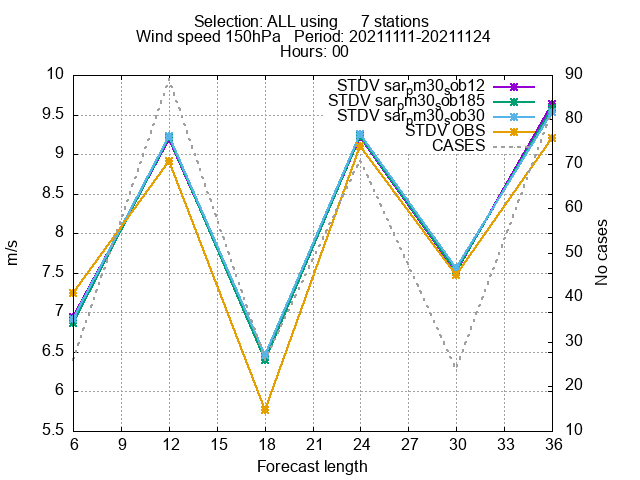 Selection: ALL using 7 stations
Wind speed 150hPa Period: 20211111-20211124
Hours: 00
STDV sar_pm30_sob12
STDV sar_pm30_sob185
STDV sar_pm30_sob30
STDV OBS
CASES
10
9.5
9
8.5
8
7.5
7
6.5
6
5.5
m/s
90
80
70
60
50
40
30
20
10
No cases
6 9 12 15 18 21 24 27 30 33 36
Forecast length